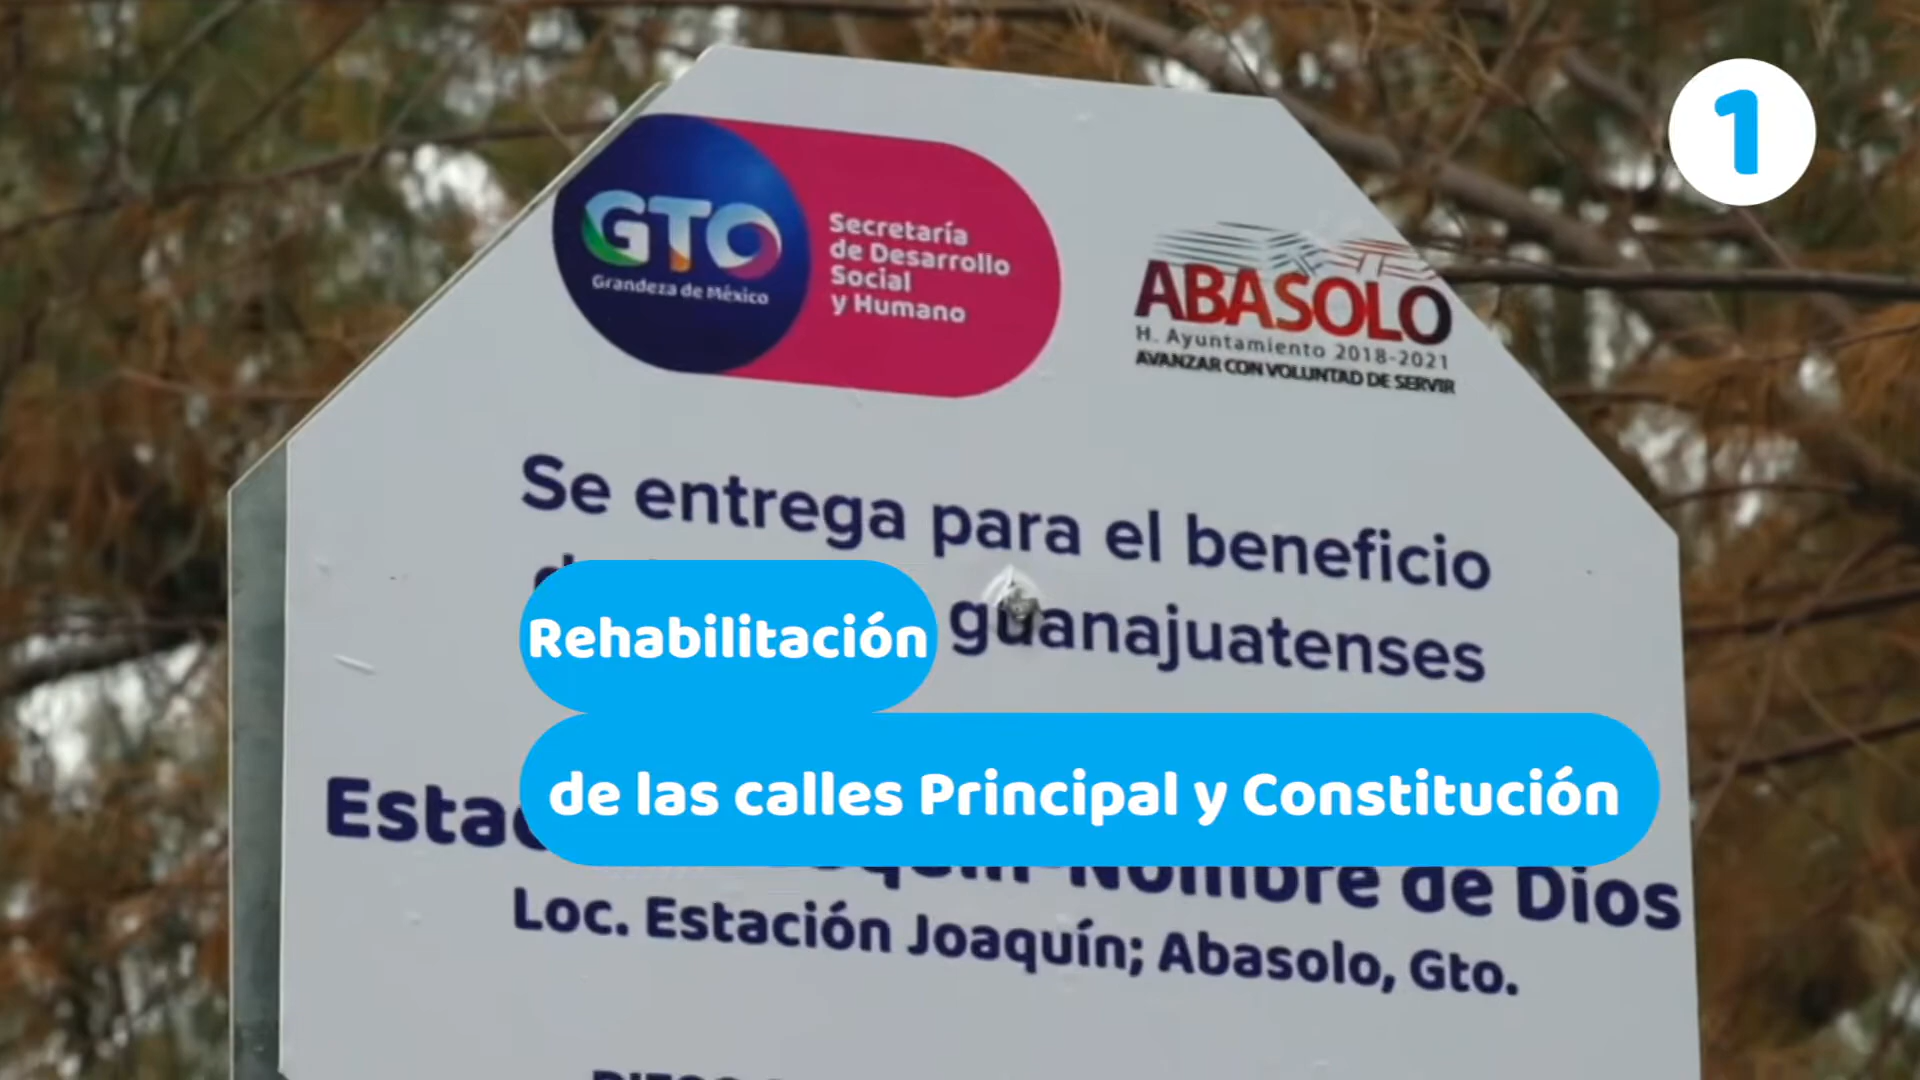 1
GTO
Grandeza de México
Secretaría
de Desarrollo
Social
y Humano
ABASOLO
H. Ayuntamiento 2018-2021
AVANZAR CON VOLUNTAD DE SERVIR
Se entrega para el beneficio
guanajuatenses
Rehabilitación
de las calles Principal y Constitución
Nombre de Dios
Loc. Estación Joaquín; Abasolo, Gto.